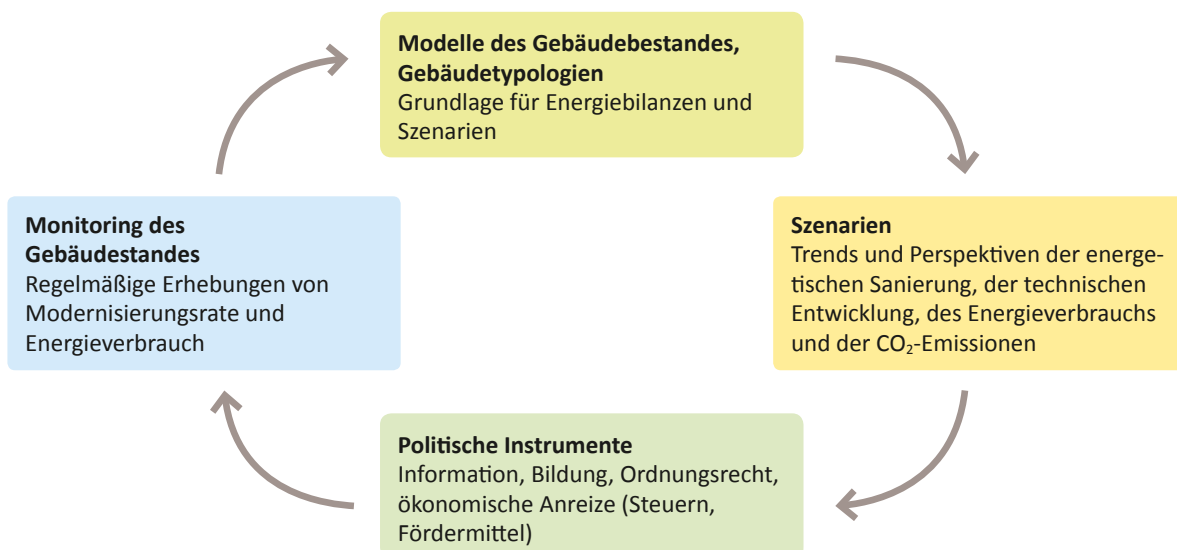 Modelle des Gebäudebestandes,
Gebäudetypologien
Grundlage für Energiebilanzen und
Szenarien
Monitoring des
Gebäudestandes
Regelmäßige Erhebungen von
Modernisierungsrate und
Energieverbrauch
Szenarien
Trends und Perspektiven der energe-
tischen Sanierung, der technischen
Entwicklung, des Energieverbrauchs
und der CO₂-Emissionen
Politische Instrumente
Information, Bildung, Ordnungsrecht,
ökonomische Anreize (Steuern,
Fördermittel)